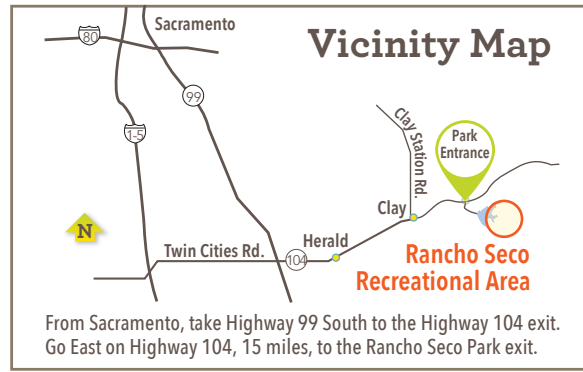 Vicinity Map
Sacramento
80
99
1-5
Clay Station Rd.
Park
Entrance
N
Clay
Herald
Twin Cities Rd.
104
Rancho Seco
Recreational Area
From Sacramento, take Highway 99 South to the Highway 104 exit.
Go East on Highway 104, 15 miles, to the Rancho Seco Park exit.